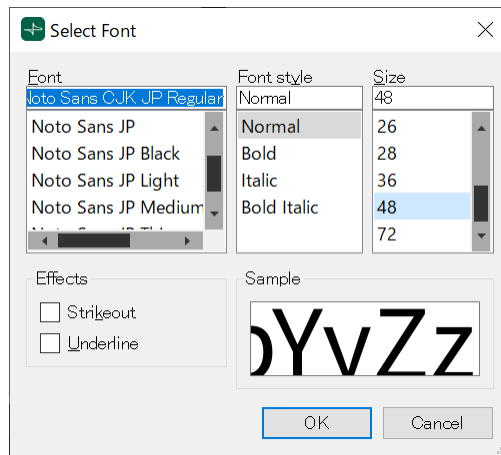 Select Font
Font
Font style
Size
Noto Sans CJK JP Regular
Normal
48
Noto Sans JP
Noto Sans JP Black
Noto Sans JP Light
Noto Sans JP Medium
Normal
Bold
Italic
Bold Italic
26
28
36
48
72
Effects
Strikeout
Underline
Sample
YyZz
OK
Cancel